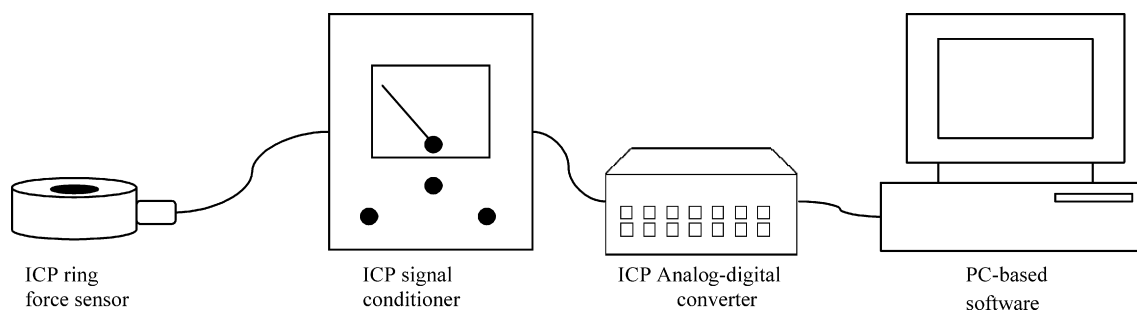 ICP ring
force sensor
ICP signal
conditioner
ICP Analog-digital
converter
PC-based
software